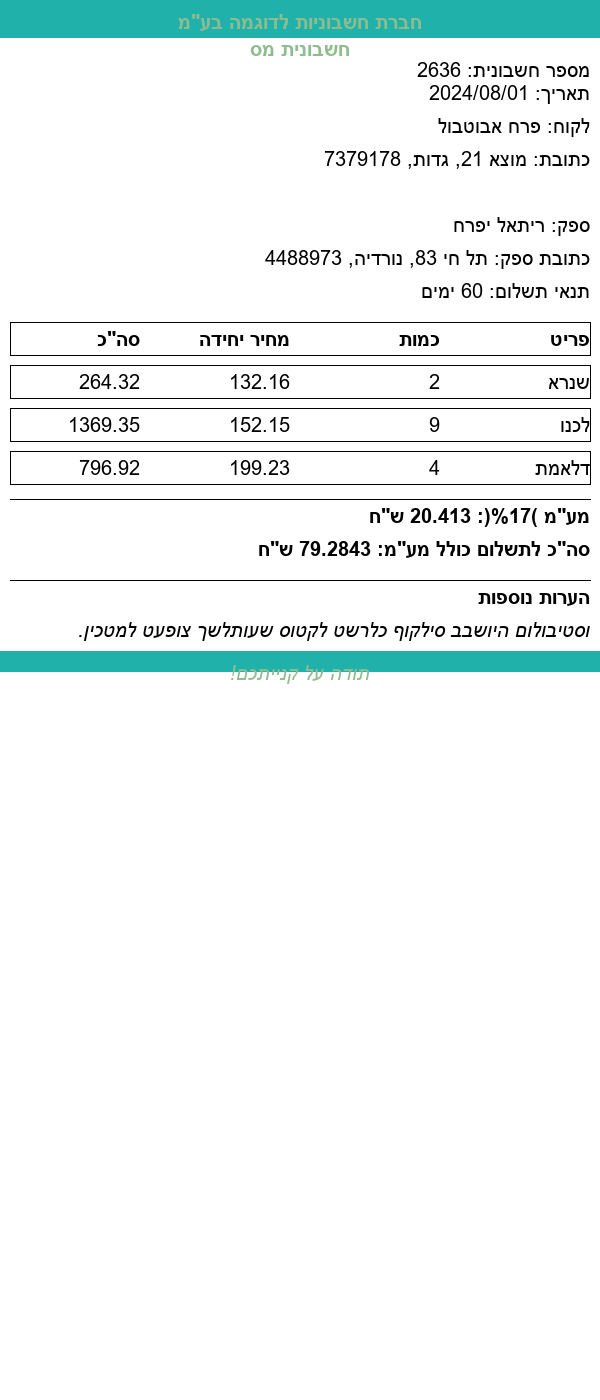 חברת חשבוניות לדוגמה בע"מ
חשבונית מס
מספר חשבונית: 2636
תאריך: 2024/08/01
לקוח: פרח אבוטבול
כתובת: מוצא 21, גדות, 7379178
ספק: ריתאל יפרח
כתובת ספק: תל חי 83, נורדיה, 4488973
תנאי תשלום: 60 ימים
פריט כמות מחיר יחידה סה"כ
שנרא 2 132.16 264.32
לכנו 9 152.15 1369.35
דלאמת 4 199.23 796.92
מע"מ )17%(: 20.413 ש"ח
סה"כ לתשלום כולל מע"מ: 79.2843 ש"ח
הערות נוספות
וסטיבולום היושבב סילקוף כלרשט לקטוס שעותלשך צופעט למטכין.
תודה על קנייתכם!